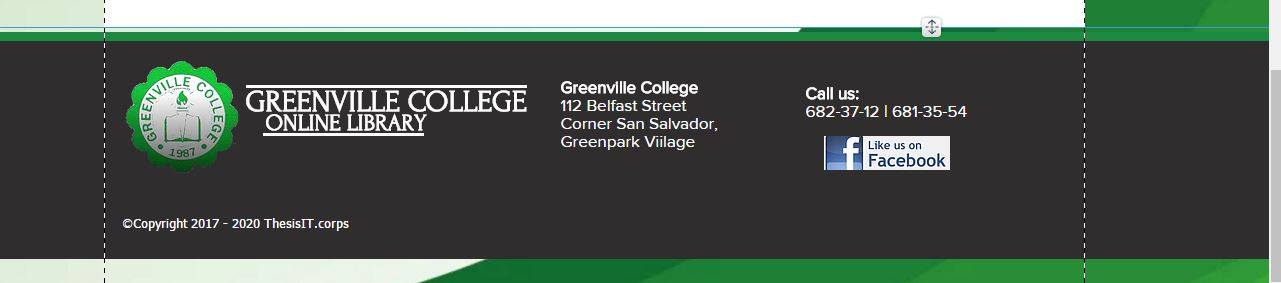 GREENVILLE COLLEGE
1987
GREENVILLE COLLEGE
ONLINE LIBRARY
Greenville College
112 Belfast Street
Corner San Salvador,
Greenpark Viilage
Call us:
682-37-12 | 681-35-54
f Like us on
Facebook
©Copyright 2017 - 2020 ThesisIT.corps